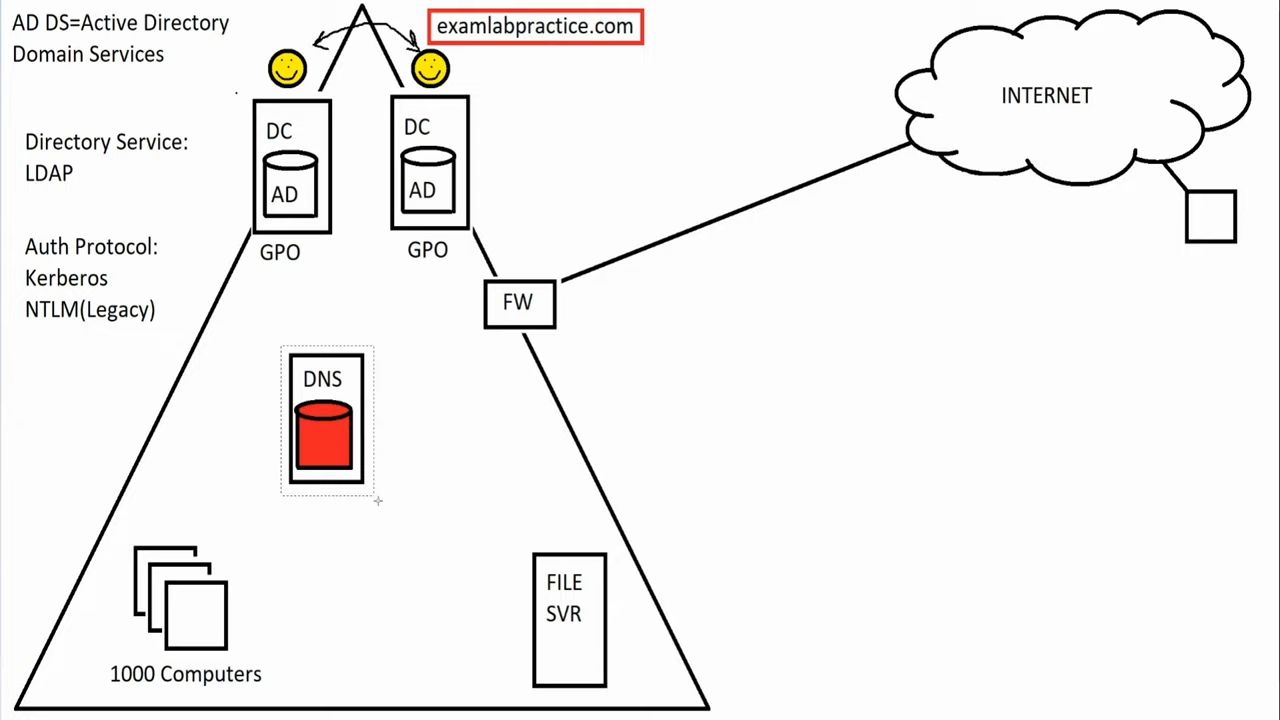 AD DS=Active Directory
Domain Services
examlabpractice.com
INTERNET
DC
AD
GPO
DC
AD
GPO
Directory Service:
LDAP
Auth Protocol:
Kerberos
NTLM(Legacy)
FW
DNS
FILE
SVR
1000 Computers